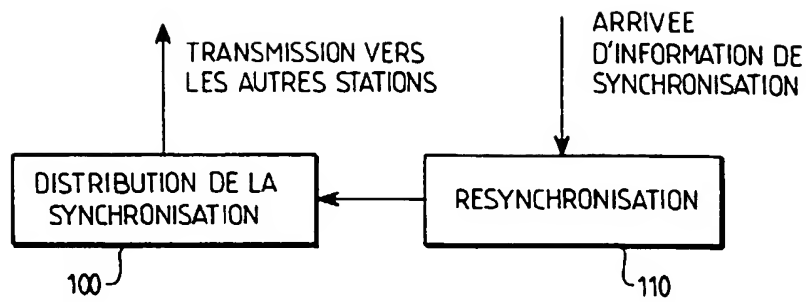 TRANSMISSION VERS
LES AUTRES STATIONS
ARRIVEE
D'INFORMATION DE
SYNCHRONISATION
DISTRIBUTION DE LA
SYNCHRONISATION
RESYNCHRONISATION
100
110